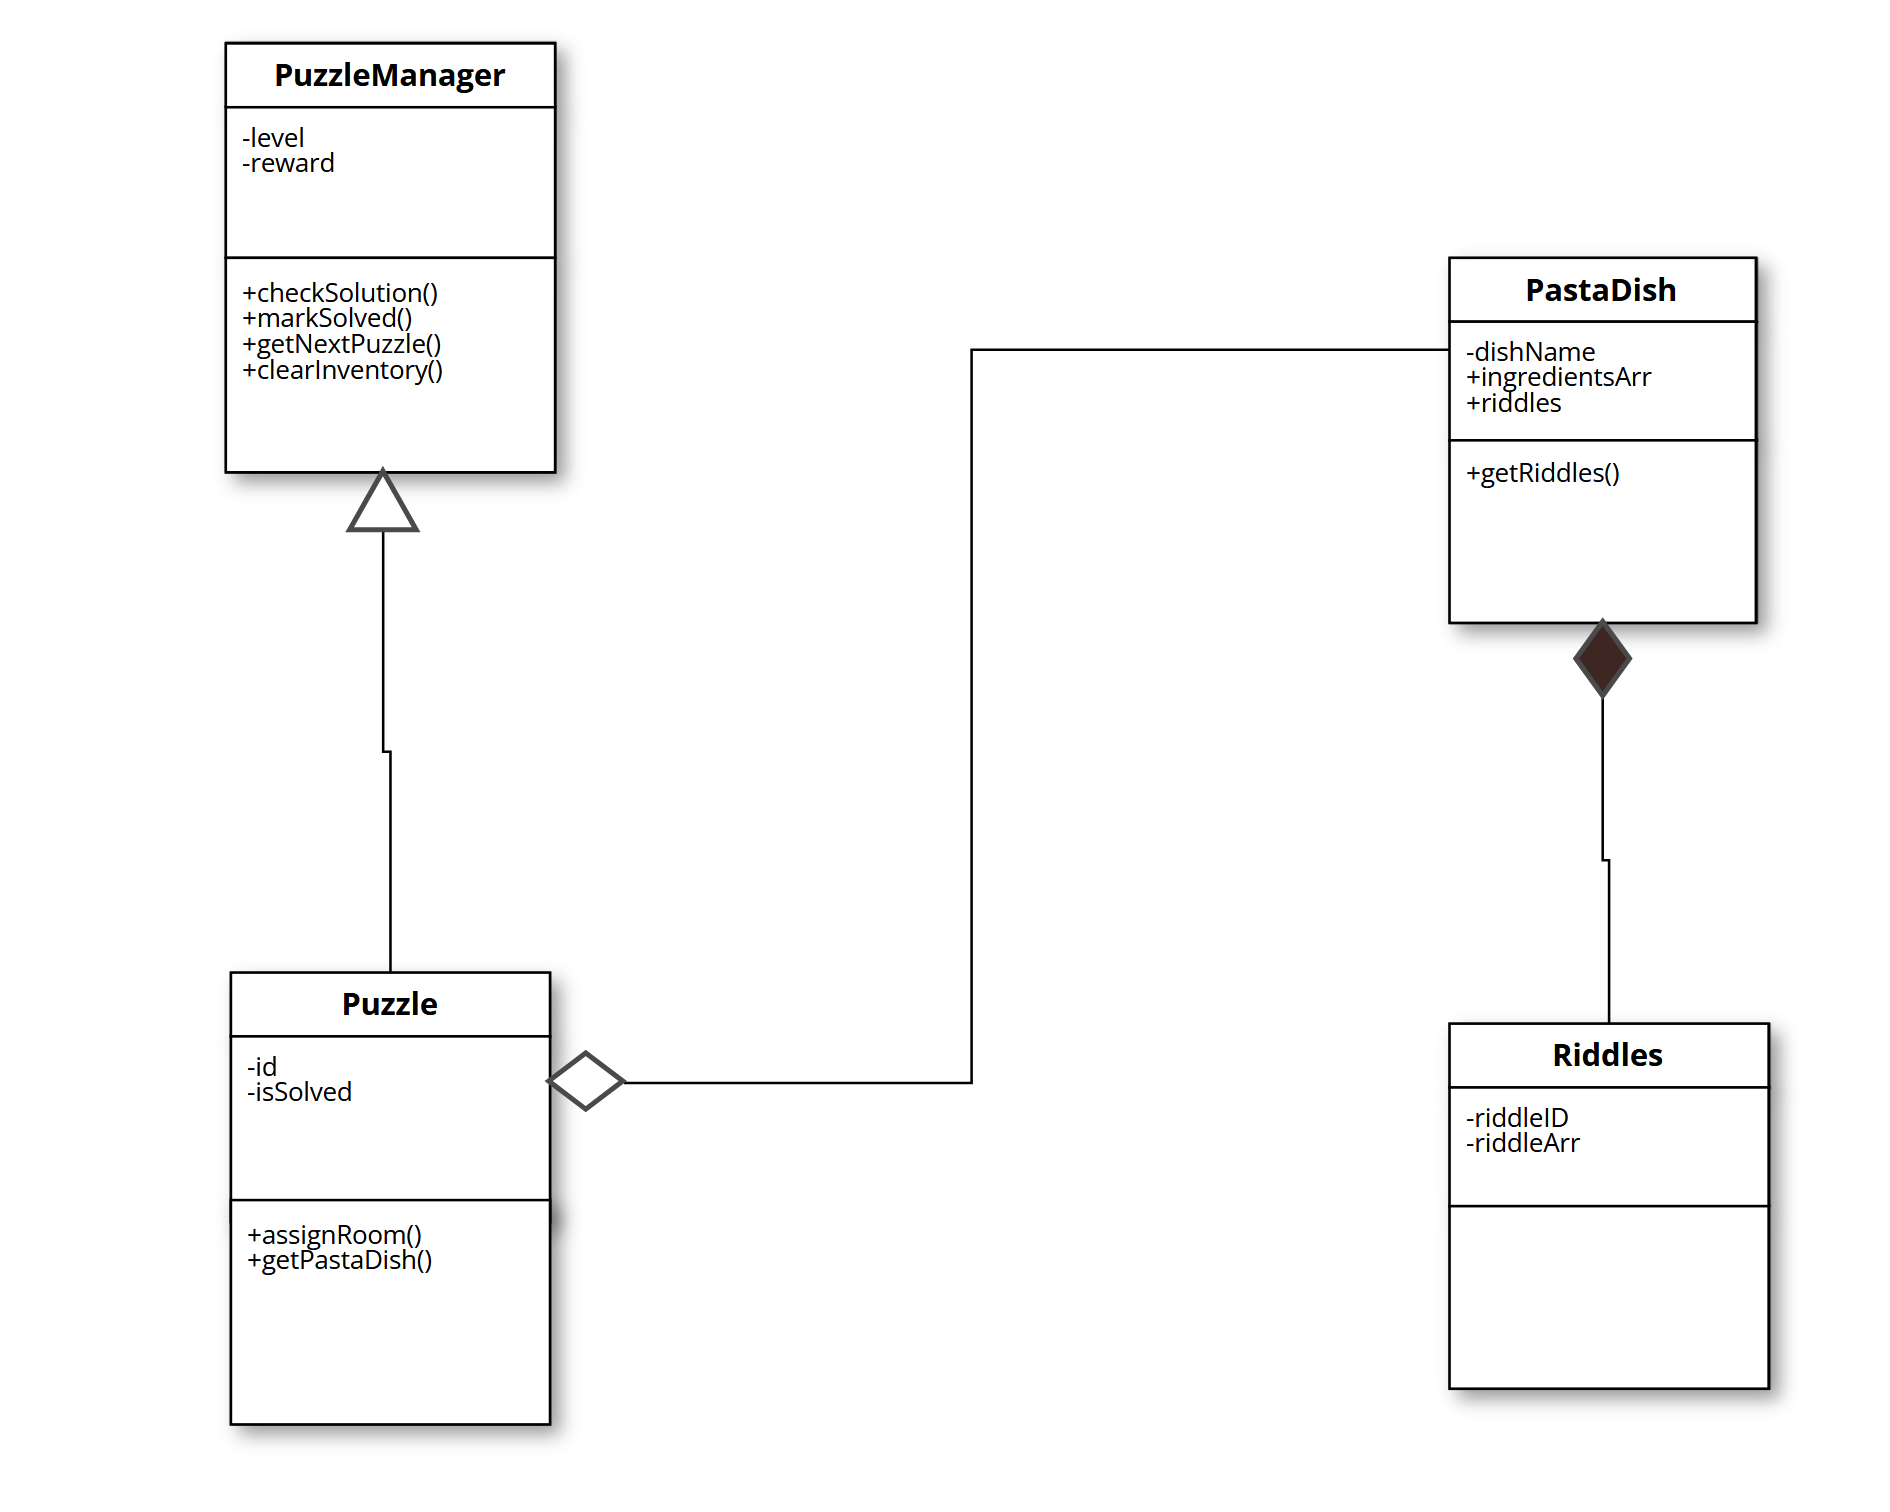 PuzzleManager
-level
-reward
+checkSolution()
+markSolved()
+getNextPuzzle()
+clearInventory()
PastaDish
-dishName
+ingredientsArr
+riddles
+getRiddles()
Puzzle
-id
-isSolved
+assignRoom()
+getPastaDish()
Riddles
-riddleID
-riddleArr